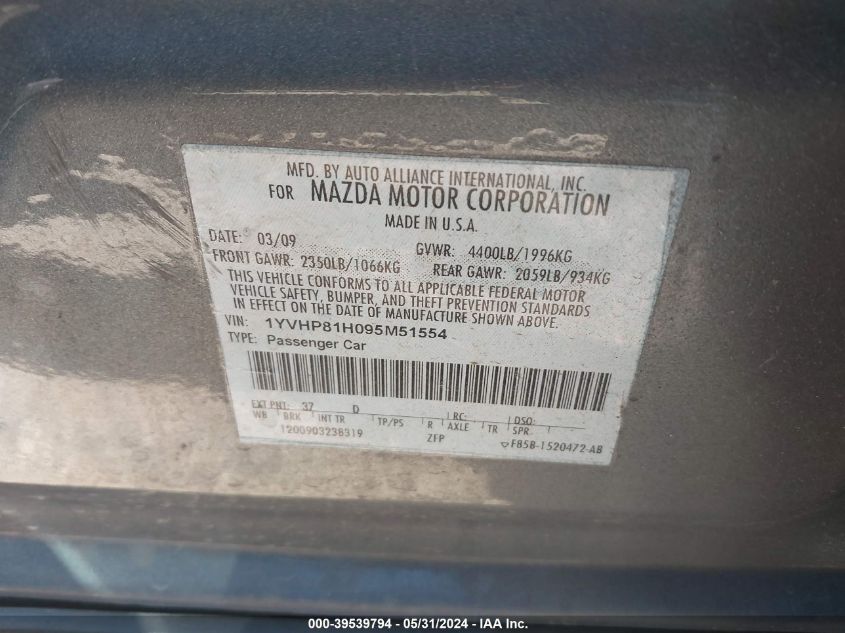 MFD. BY AUTO ALLIANCE INTERNATIONAL, INC.
FOR MAZDA MOTOR CORPORATION
MADE IN U.S.A.
DATE: 03/09 GVWR: 4400LB/1996KG
FRONT GAWR: 2350LB/1066KG REAR GAWR: 2059LB/934KG
THIS VEHICLE CONFORMS TO ALL APPLICABLE FEDERAL MOTOR
VEHICLE SAFETY, BUMPER, AND THEFT PREVENTION STANDARDS
IN EFFECT ON THE DATE OF MANUFACTURE SHOWN ABOVE.
VIN: 1YVHP81H095M51554
TYPE: Passenger Car
EXT PNT: 37 D RC: DSO:
WB BRK INT TR TP/PS R AXLE TR SPR
1200903238319 ZFP F85B-1520472-AB
000-39539794 - 05/31/2024 - IAA Inc.